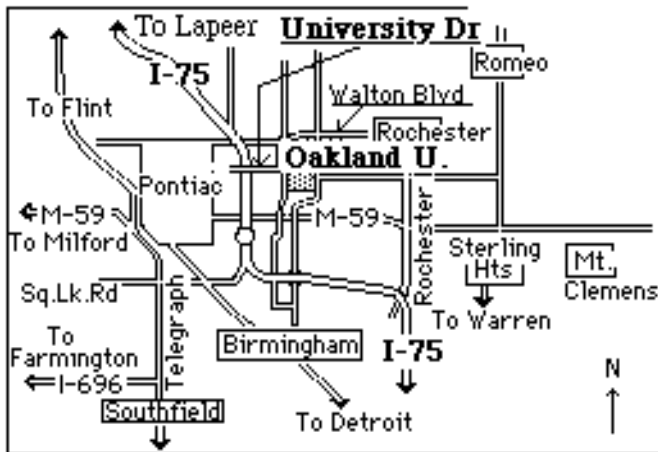 To Lapeer
University Dr
I-75
Romeo
To Flint
Walton Blvd
Rochester
Oakland U.
Pontiac
M-59
M-59
To Milford
Rochester
Sterling
Hts
Mt.
Clemens
Sq.Lk.Rd
Telegraph
To Warren
To
Farmington
Birmingham
I-75
I-696
N
Southfield
To Detroit